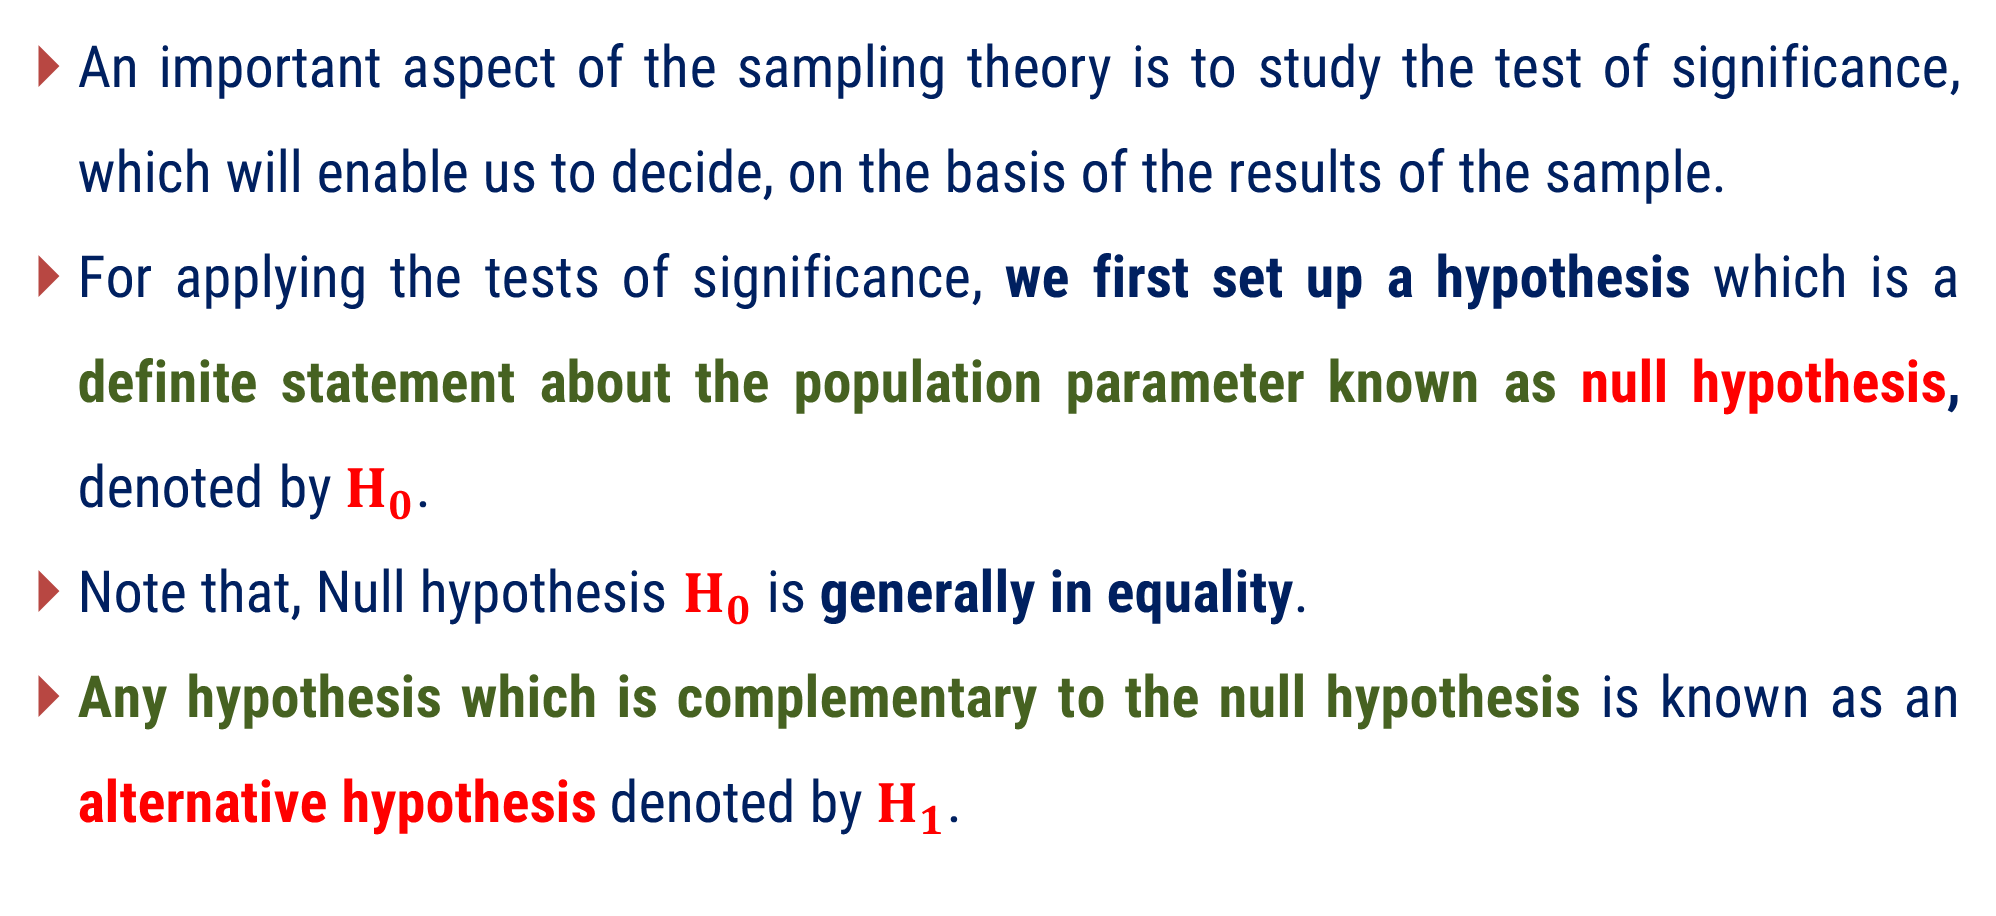 An important aspect of the sampling theory is to study the test of significance,
which will enable us to decide, on the basis of the results of the sample.
For applying the tests of significance, we first set up a hypothesis which is a
definite statement about the population parameter known as null hypothesis,
denoted by H₀.
Note that, Null hypothesis H₀ is generally in equality.
Any hypothesis which is complementary to the null hypothesis is known as an
alternative hypothesis denoted by H₁.